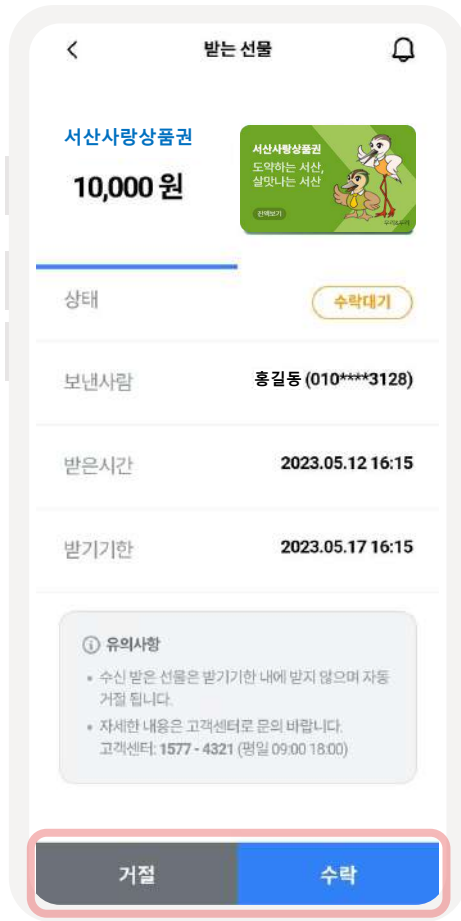 받는 선물
서산사랑상품권
10,000 원
서산사랑상품권
도약하는 서산,
살맛나는 서산
잔액보기
상태
수락대기
보낸사람
홍길동 (010****3128)
받은시간
2023.05.12 16:15
받기기한
2023.05.17 16:15
유의사항
• 수신 받은 선물은 받기기한 내에 받지 않으며 자동
거절 됩니다.
• 자세한 내용은 고객센터로 문의 바랍니다.
고객센터: 1577 - 4321 (평일 09:00 18:00)
거절
수락